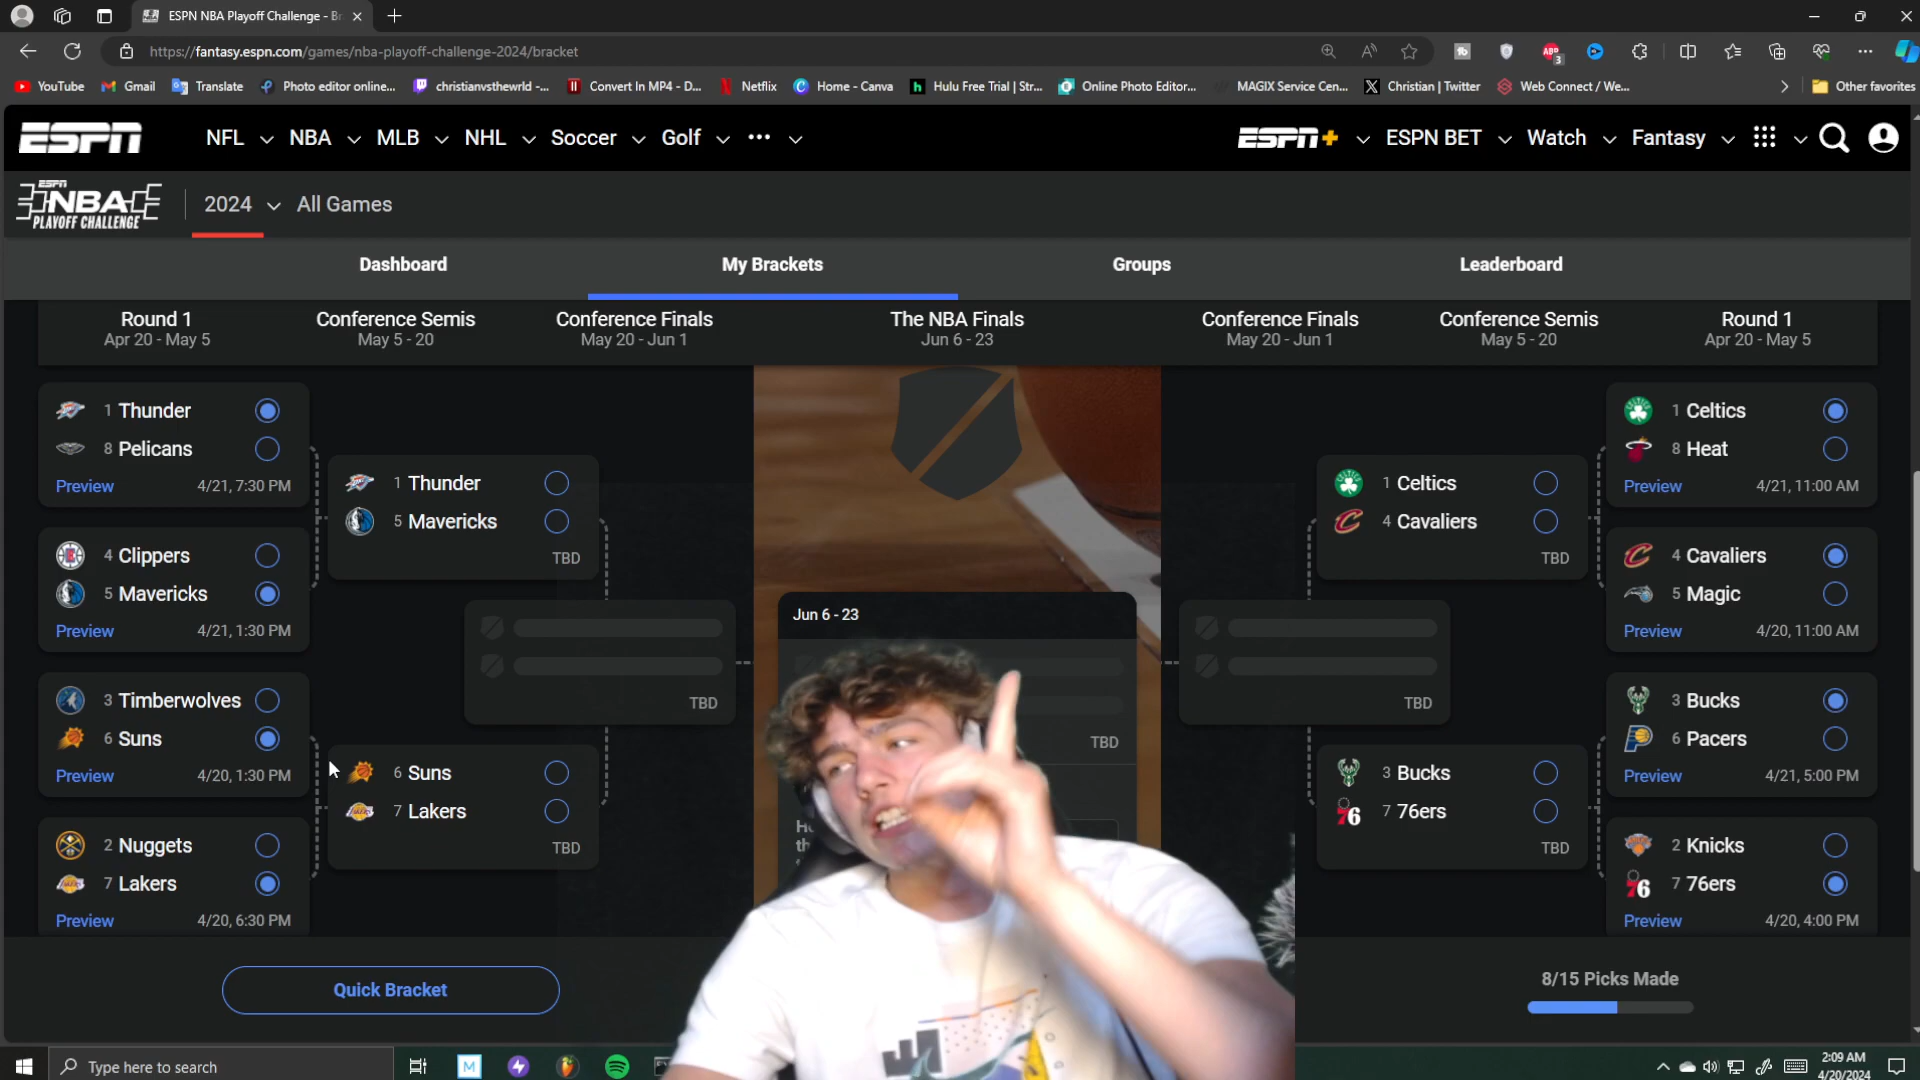 ESPN NBA Playoff Challenge - Br
https://fantasy.espn.com/games/nba-playoff-challenge-2024/bracket
YouTube
Gmail
Translate
Photo editor online...
christianvsthewrld -...
Convert In MP4 - D...
Netflix
Home - Canva
Hulu Free Trial | Str...
Online Photo Editor...
MAGIX Service Cen...
Christian | Twitter
Web Connect / We...
Other favorites
ESPN
NFL
NBA
MLB
NHL
Soccer
Golf
ESPN+
ESPN BET
Watch
Fantasy
ESPN
NBA
PLAYOFF CHALLENGE
2024
All Games
Dashboard
My Brackets
Groups
Leaderboard
Round 1
Apr 20 - May 5
Conference Semis
May 5 - 20
Conference Finals
May 20 - Jun 1
The NBA Finals
Jun 6 - 23
Conference Finals
May 20 - Jun 1
Conference Semis
May 5 - 20
Round 1
Apr 20 - May 5
1 Thunder
8 Pelicans
Preview 4/21, 7:30 PM
4 Clippers
5 Mavericks
Preview 4/21, 1:30 PM
3 Timberwolves
6 Suns
Preview 4/20, 1:30 PM
2 Nuggets
7 Lakers
Preview 4/20, 6:30 PM
1 Thunder
5 Mavericks
TBD
6 Suns
7 Lakers
TBD
TBD
Jun 6 - 23
TBD
TBD
1 Celtics
4 Cavaliers
TBD
3 Bucks
7 76ers
TBD
1 Celtics
8 Heat
Preview 4/21, 11:00 AM
4 Cavaliers
5 Magic
Preview 4/20, 11:00 AM
3 Bucks
6 Pacers
Preview 4/21, 5:00 PM
2 Knicks
7 76ers
Preview 4/20, 4:00 PM
Quick Bracket
8/15 Picks Made
Type here to search
2:09 AM
4/20/2024